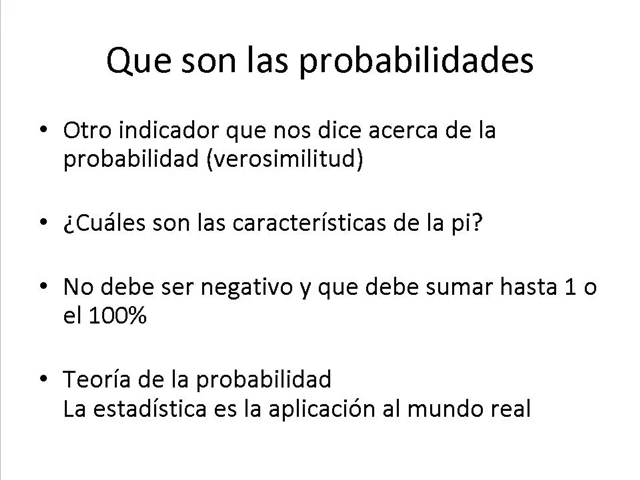 Que son las probabilidades
• Otro indicador que nos dice acerca de la
probabilidad (verosimilitud)
• ¿Cuáles son las características de la pi?
• No debe ser negativo y que debe sumar hasta 1 o
el 100%
• Teoría de la probabilidad
La estadística es la aplicación al mundo real